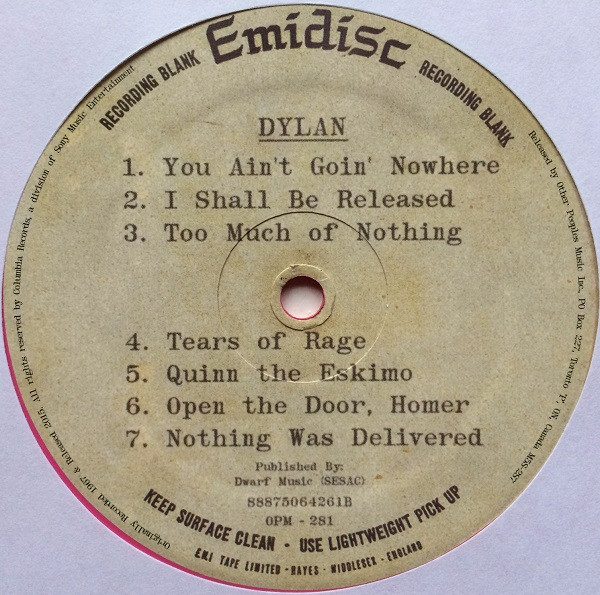 Emidisc
RECORDING BLANK
RECORDING BLANK
DYLAN
1. You Ain't Goin' Nowhere
2. I Shall Be Released
3. Too Much of Nothing
4. Tears of Rage
5. Quinn the Eskimo
6. Open the Door, Homer
7. Nothing Was Delivered
Published By:
Dwarf Music (SESAC)
88875064261B
OPM - 281
KEEP SURFACE CLEAN - USE LIGHTWEIGHT PICK UP
E.M.I TAPE LIMITED - HAYES - MIDDLESEX - ENGLAND
Originally Recorded 1967 & Released 2015. All rights reserved by Columbia Records, a division of Sony Music Entertainment
Released by Other Peoples Music Inc., PO Box 227, Toronto 'P', ON, Canada M5S-2S7